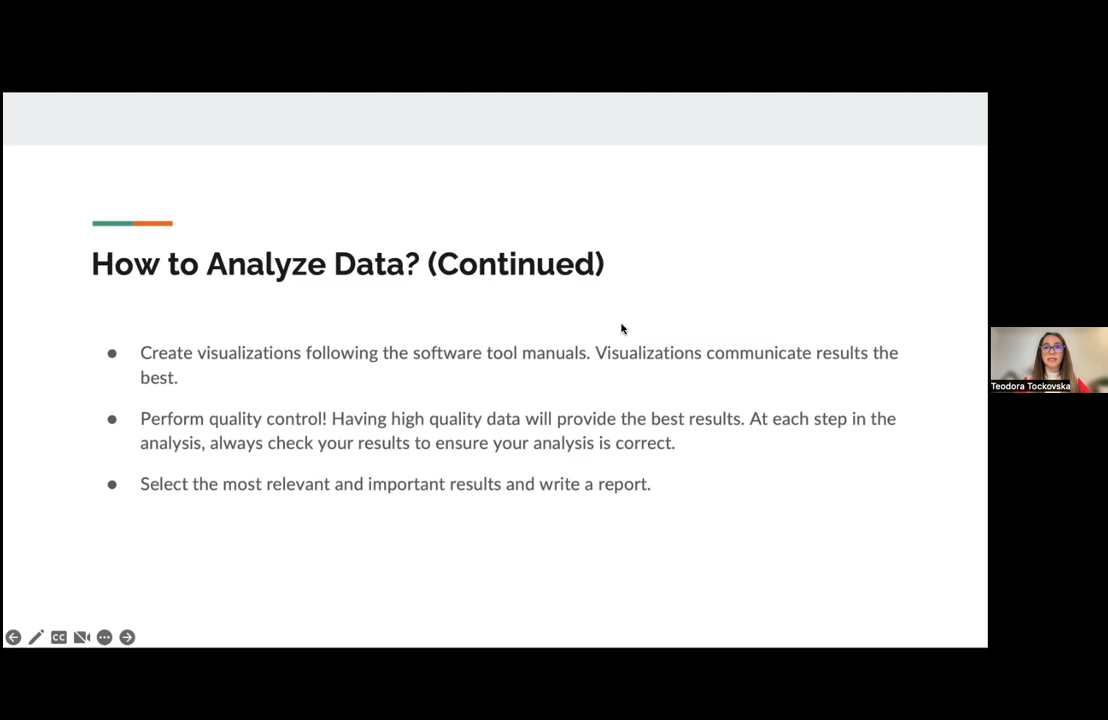 How to Analyze Data? (Continued)
● Create visualizations following the software tool manuals. Visualizations communicate results the
best.
● Perform quality control! Having high quality data will provide the best results. At each step in the
analysis, always check your results to ensure your analysis is correct.
● Select the most relevant and important results and write a report.
Teodora Tockovska
CC